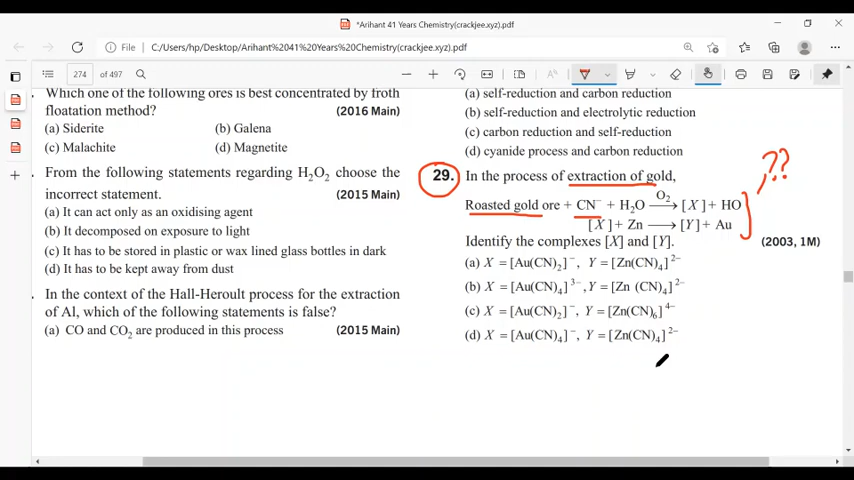 *Arihant 41 Years Chemistry(crackjee.xyz).pdf
File C:/Users/hp/Desktop/Arihant%2041%20Years%20Chemistry(crackjee.xyz).pdf
274 of 497
. Which one of the following ores is best concentrated by froth
floatation method? (2016 Main)
(a) Siderite (b) Galena
(c) Malachite (d) Magnetite
. From the following statements regarding H₂O₂ choose the
incorrect statement. (2015 Main)
(a) It can act only as an oxidising agent
(b) It decomposed on exposure to light
(c) It has to be stored in plastic or wax lined glass bottles in dark
(d) It has to be kept away from dust
. In the context of the Hall-Heroult process for the extraction
of Al, which of the following statements is false?
(a) CO and CO₂ are produced in this process (2015 Main)
(a) self-reduction and carbon reduction
(b) self-reduction and electrolytic reduction
(c) carbon reduction and self-reduction
(d) cyanide process and carbon reduction
29. In the process of extraction of gold,
Roasted gold ore + CN⁻ + H₂O —O₂→ [X] + HO
[X] + Zn ⟶ [Y] + Au
??
Identify the complexes [X] and [Y]. (2003, 1M)
(a) X = [Au(CN)₂]⁻, Y = [Zn(CN)₄]²⁻
(b) X = [Au(CN)₄]³⁻, Y = [Zn (CN)₄]²⁻
(c) X = [Au(CN)₂]⁻, Y = [Zn(CN)₆]⁴⁻
(d) X = [Au(CN)₄]⁻, Y = [Zn(CN)₄]²⁻